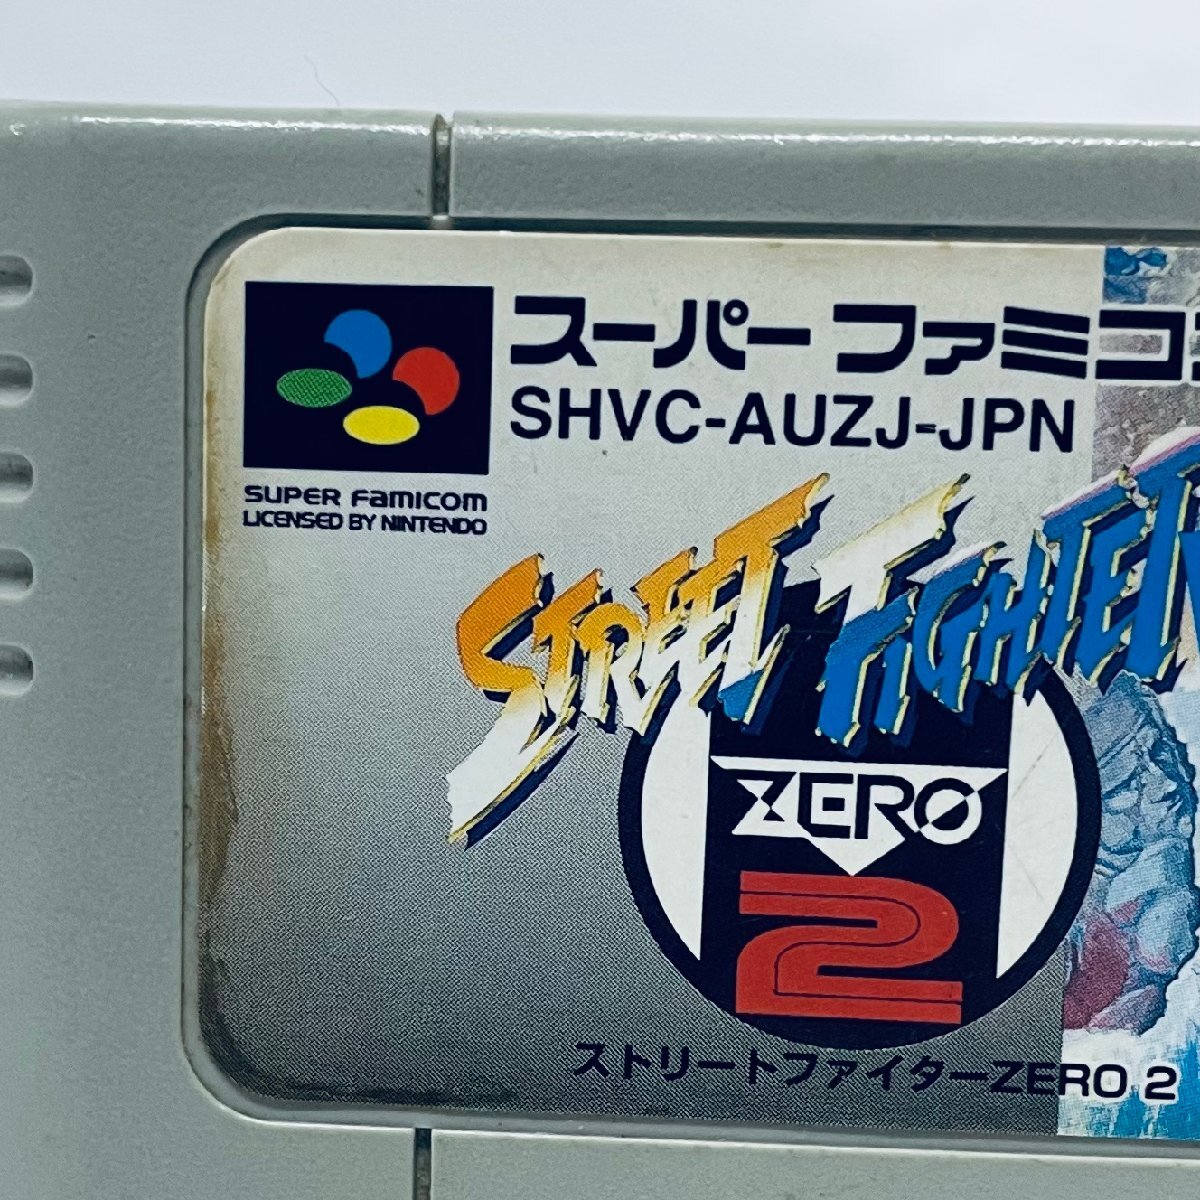 スーパー ファミコ
SHVC-AUZJ-JPN
SUPER FAMICOM
LICENSED BY NINTENDO
STREET FIGHTER
ZERO
2
ストリートファイターZERO 2